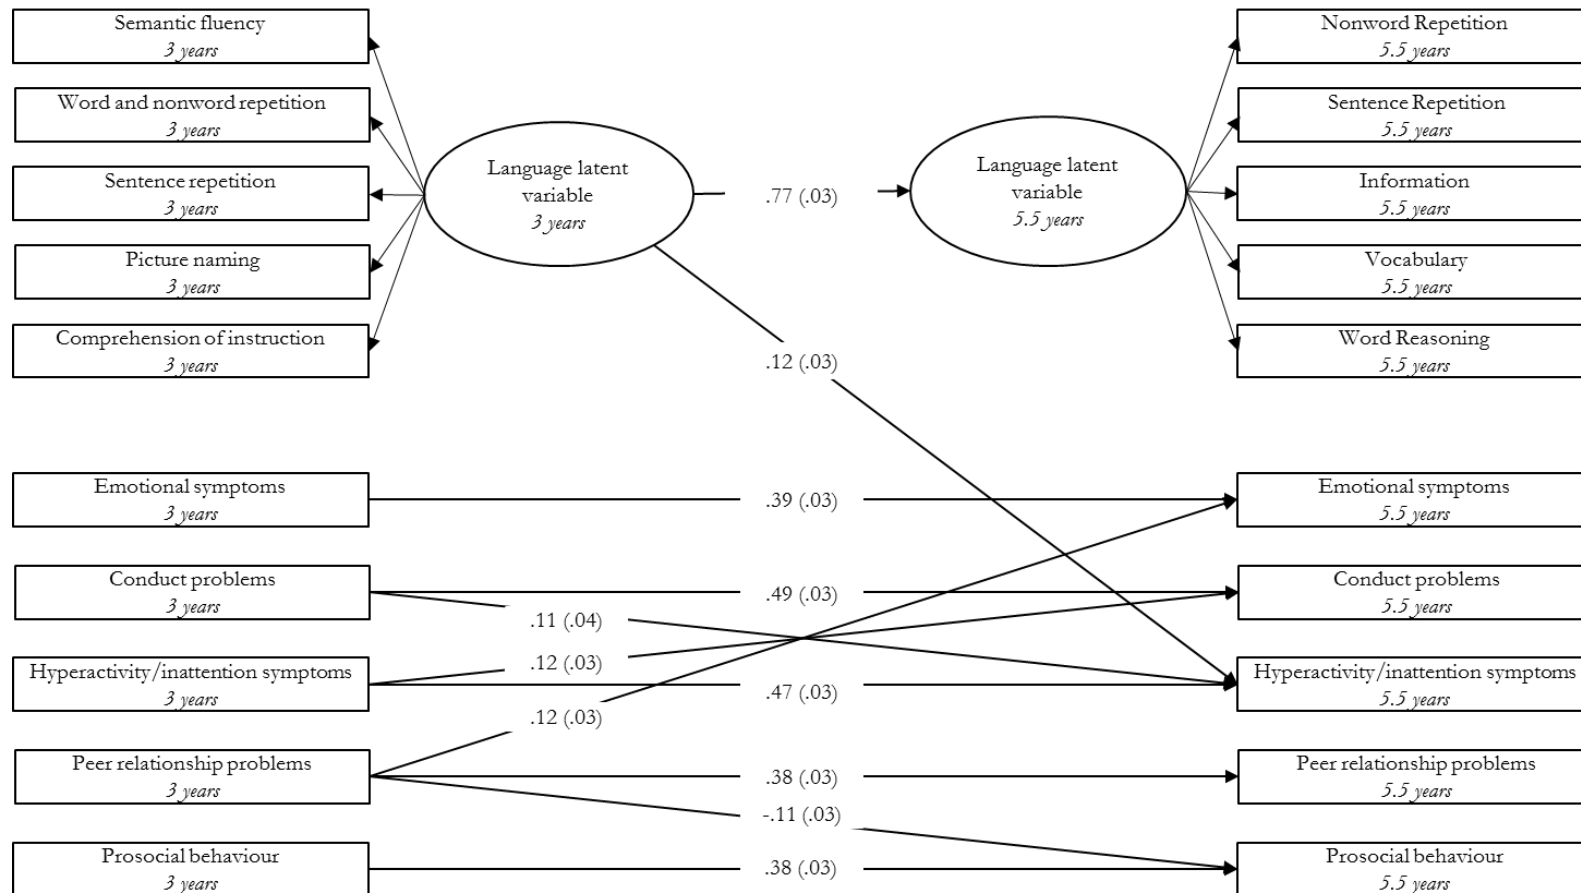 Semantic fluency
3 years
Word and nonword repetition
3 years
Sentence repetition
3 years
Picture naming
3 years
Comprehension of instruction
3 years
Language latent
variable
3 years
.77 (.03)
.12 (.03)
Language latent
variable
5.5 years
Nonword Repetition
5.5 years
Sentence Repetition
5.5 years
Information
5.5 years
Vocabulary
5.5 years
Word Reasoning
5.5 years
Emotional symptoms
3 years
.39 (.03)
Emotional symptoms
5.5 years
Conduct problems
3 years
.49 (.03)
.11 (.04)
Conduct problems
5.5 years
Hyperactivity/inattention symptoms
3 years
.12 (.03)
.47 (.03)
.12 (.03)
Hyperactivity/inattention symptoms
5.5 years
Peer relationship problems
3 years
.38 (.03)
-.11 (.03)
Peer relationship problems
5.5 years
Prosocial behaviour
3 years
.38 (.03)
Prosocial behaviour
5.5 years